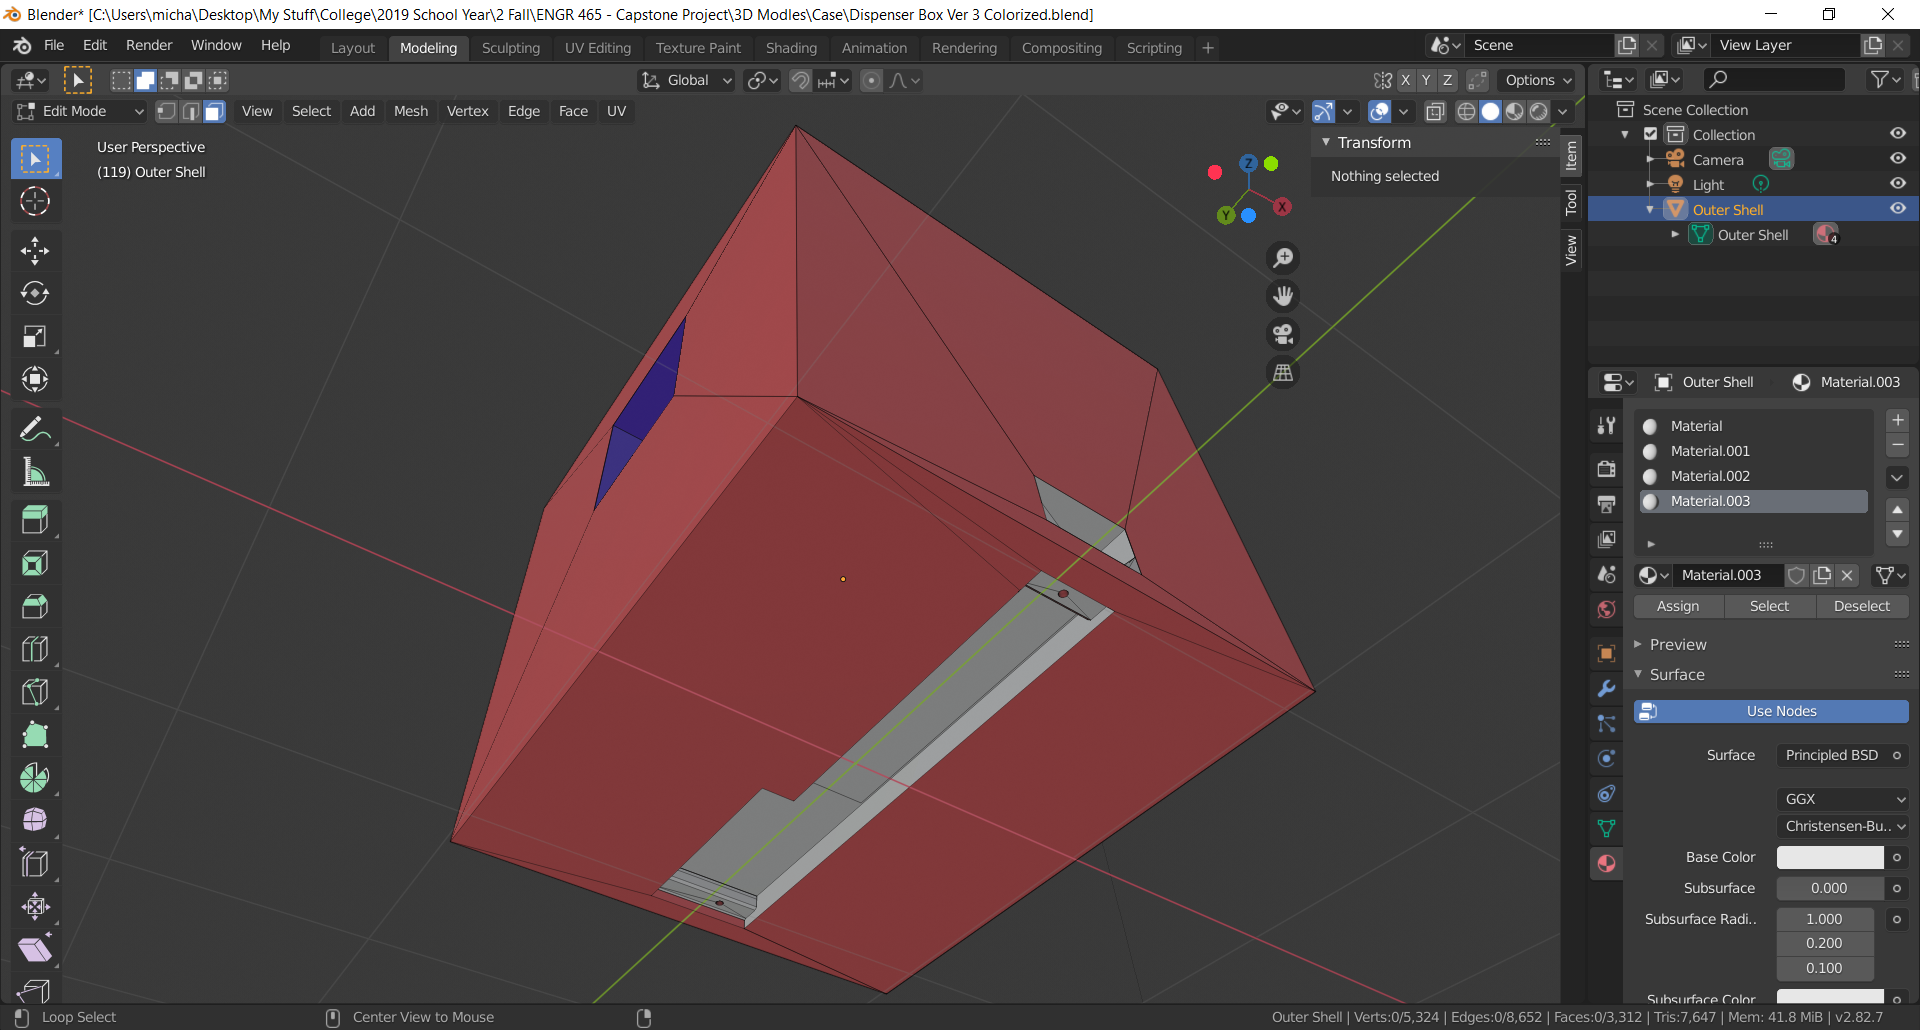 Blender* [C:\Users\micha\Desktop\My Stuff\College\2019 School Year\2 Fall\ENGR 465 - Capstone Project\3D Modles\Case\Dispenser Box Ver 3 Colorized.blend]
File Edit Render Window Help Layout Modeling Sculpting UV Editing Texture Paint Shading Animation Rendering Compositing Scripting + Scene View Layer
Global X Y Z Options
Edit Mode View Select Add Mesh Vertex Edge Face UV
User Perspective
(119) Outer Shell
Z
X
Y
Transform
Nothing selected
Item
Tool
View
Scene Collection
Collection
Camera
Light
Outer Shell
Outer Shell 4
Outer Shell Material.003
Material
Material.001
Material.002
Material.003
Material.003
Assign Select Deselect
Preview
Surface
Use Nodes
Surface Principled BSD
GGX
Christensen-Bu..
Base Color
Subsurface 0.000
Subsurface Radi.. 1.000
0.200
0.100
Subsurface Color
Loop Select Center View to Mouse Outer Shell | Verts:0/5,324 | Edges:0/8,652 | Faces:0/3,312 | Tris:7,647 | Mem: 41.8 MiB | v2.82.7